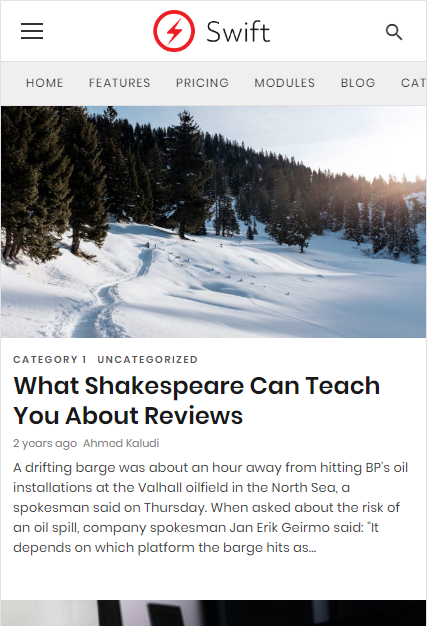 Swift
HOME FEATURES PRICING MODULES BLOG CAT
CATEGORY 1 UNCATEGORIZED
What Shakespeare Can Teach
You About Reviews
2 years ago Ahmed Kaludi
A drifting barge was about an hour away from hitting BP's oil
installations at the Valhall oilfield in the North Sea, a
spokesman said on Thursday. When asked about the risk of
an oil spill, company spokesman Jan Erik Geirmo said: "It
depends on which platform the barge hits as...